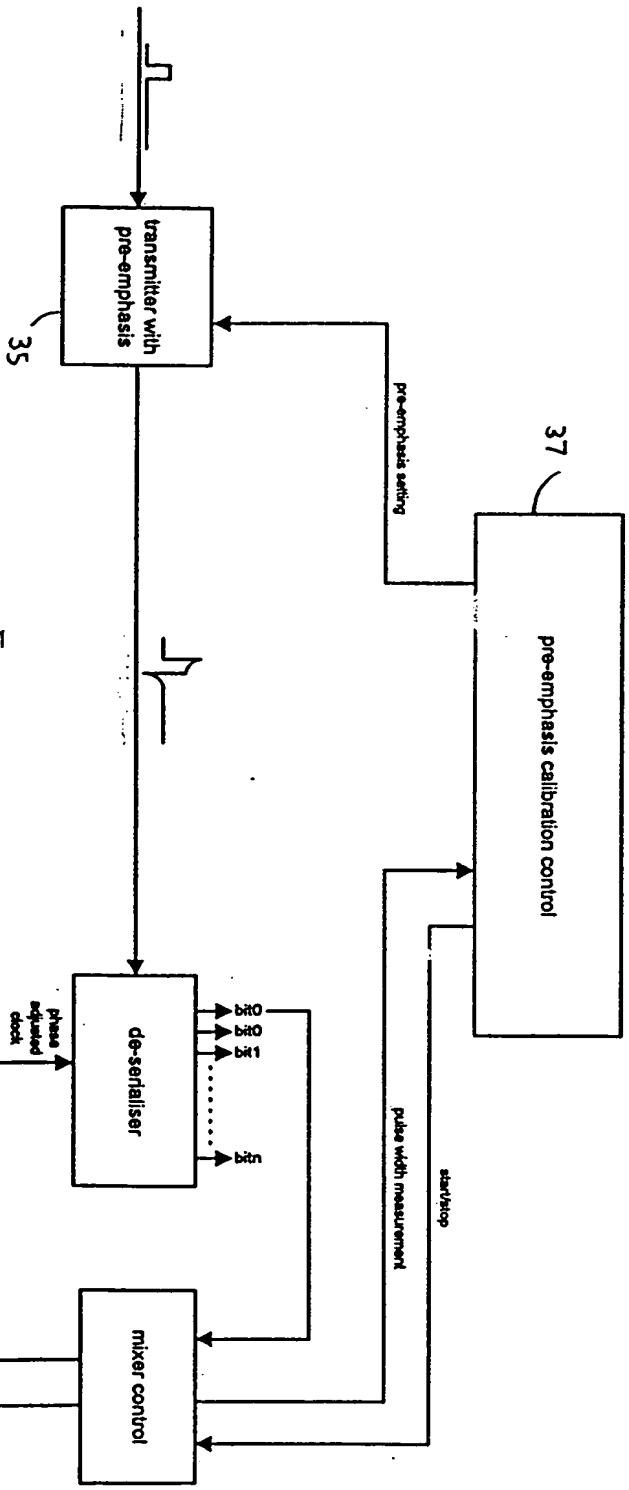 37
pre-emphasis calibration control
pre-emphasis setting
start/stop
pulse width measurement
transmitter with
pre-emphasis
35
bit0
bit0
bit1
bitn
de-serialiser
phase
adjusted
clock
mixer control